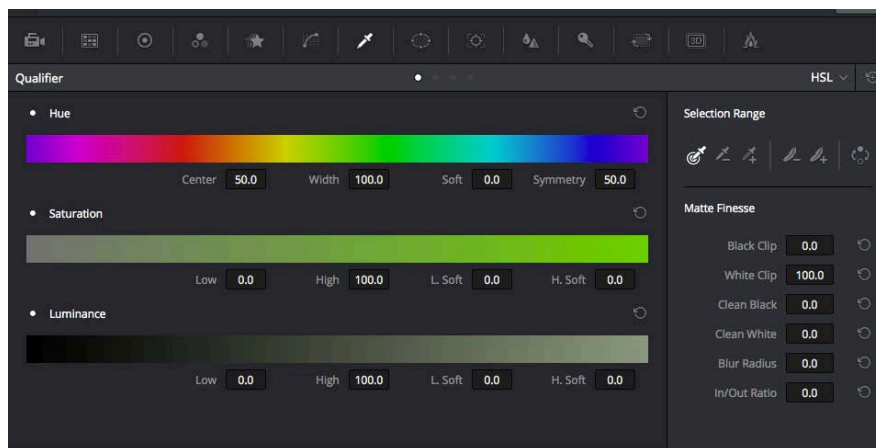 3D
Qualifier
HSL
Hue
Center 50.0 Width 100.0 Soft 0.0 Symmetry 50.0
Saturation
Low 0.0 High 100.0 L. Soft 0.0 H. Soft 0.0
Luminance
Low 0.0 High 100.0 L. Soft 0.0 H. Soft 0.0
Selection Range
Matte Finesse
Black Clip 0.0
White Clip 100.0
Clean Black 0.0
Clean White 0.0
Blur Radius 0.0
In/Out Ratio 0.0